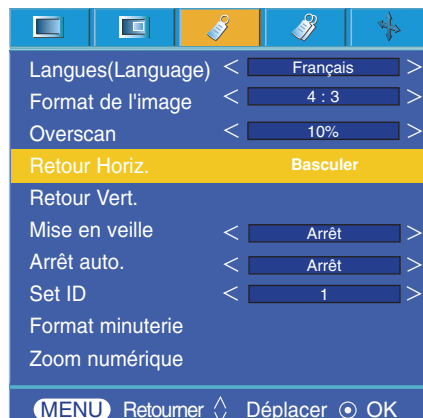 Langues(Language) < Français >
Format de l'image < 4 : 3 >
Overscan < 10% >
Retour Horiz. Basculer
Retour Vert.
Mise en veille < Arrêt >
Arrêt auto. < Arrêt >
Set ID < 1 >
Format minuterie
Zoom numérique
MENU Retourner Déplacer OK